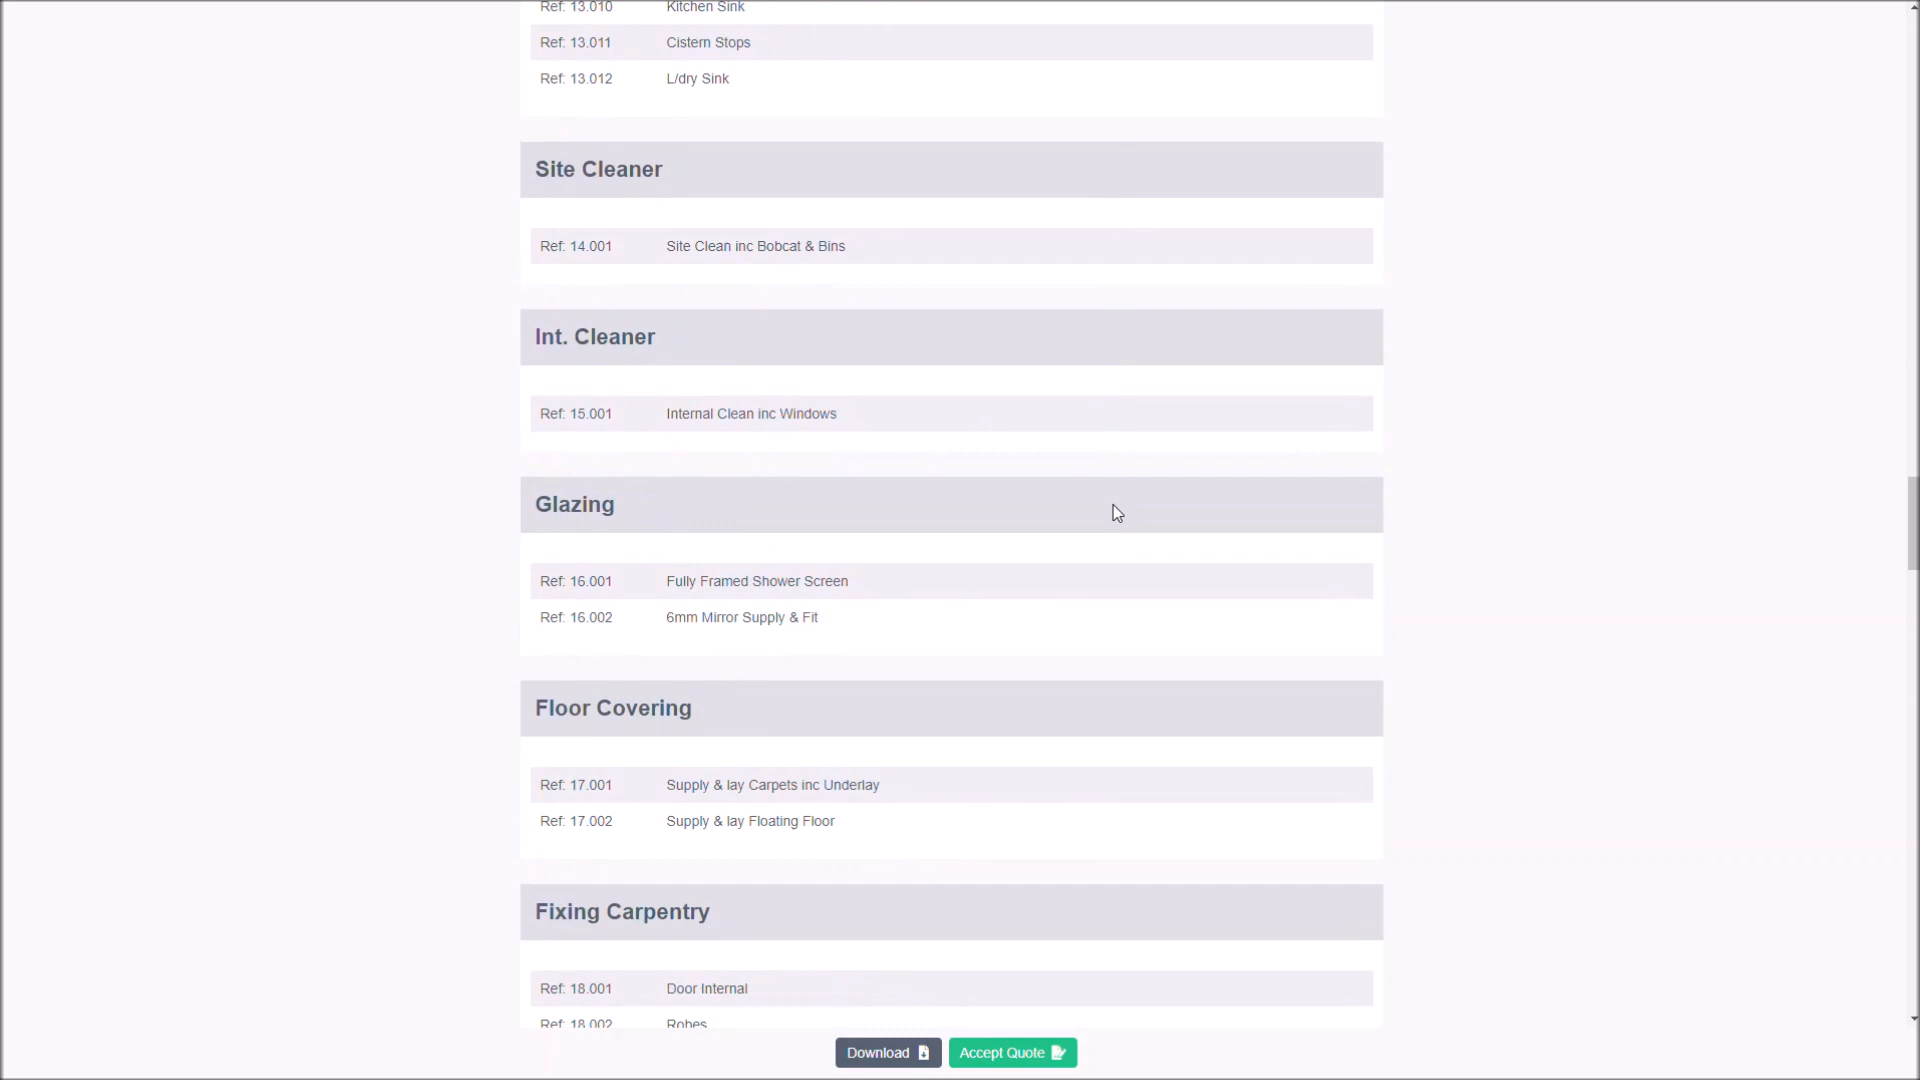 Ref: 13.010 Kitchen Sink
Ref: 13.011 Cistern Stops
Ref: 13.012 L/dry Sink
Site Cleaner
Ref: 14.001 Site Clean inc Bobcat & Bins
Int. Cleaner
Ref: 15.001 Internal Clean inc Windows
Glazing
Ref: 16.001 Fully Framed Shower Screen
Ref: 16.002 6mm Mirror Supply & Fit
Floor Covering
Ref: 17.001 Supply & lay Carpets inc Underlay
Ref: 17.002 Supply & lay Floating Floor
Fixing Carpentry
Ref: 18.001 Door Internal
Ref: 18.002 Robes
Download Accept Quote